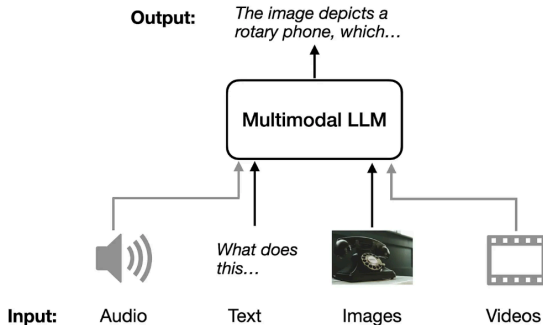 Output:
The image depicts a
rotary phone, which...
Multimodal LLM
What does
this...
Input:
Audio
Text
Images
Videos